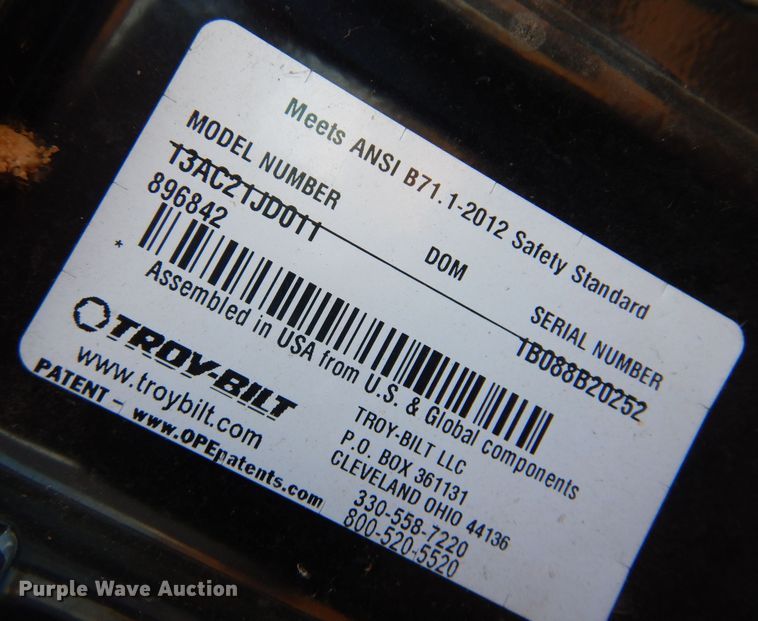 Meets ANSI B71.1-2012 Safety Standard
MODEL NUMBER DOM SERIAL NUMBER
13AC21JD011 1B088B20252
896842
*
Assembled in USA from U.S. & Global components
TROY-BILT
www.troybilt.com
PATENT - www.OPEpatents.com
TROY-BILT LLC
P.O. BOX 361131
CLEVELAND OHIO 44136
330-558-7220
800-520-5520
Purple Wave Auction